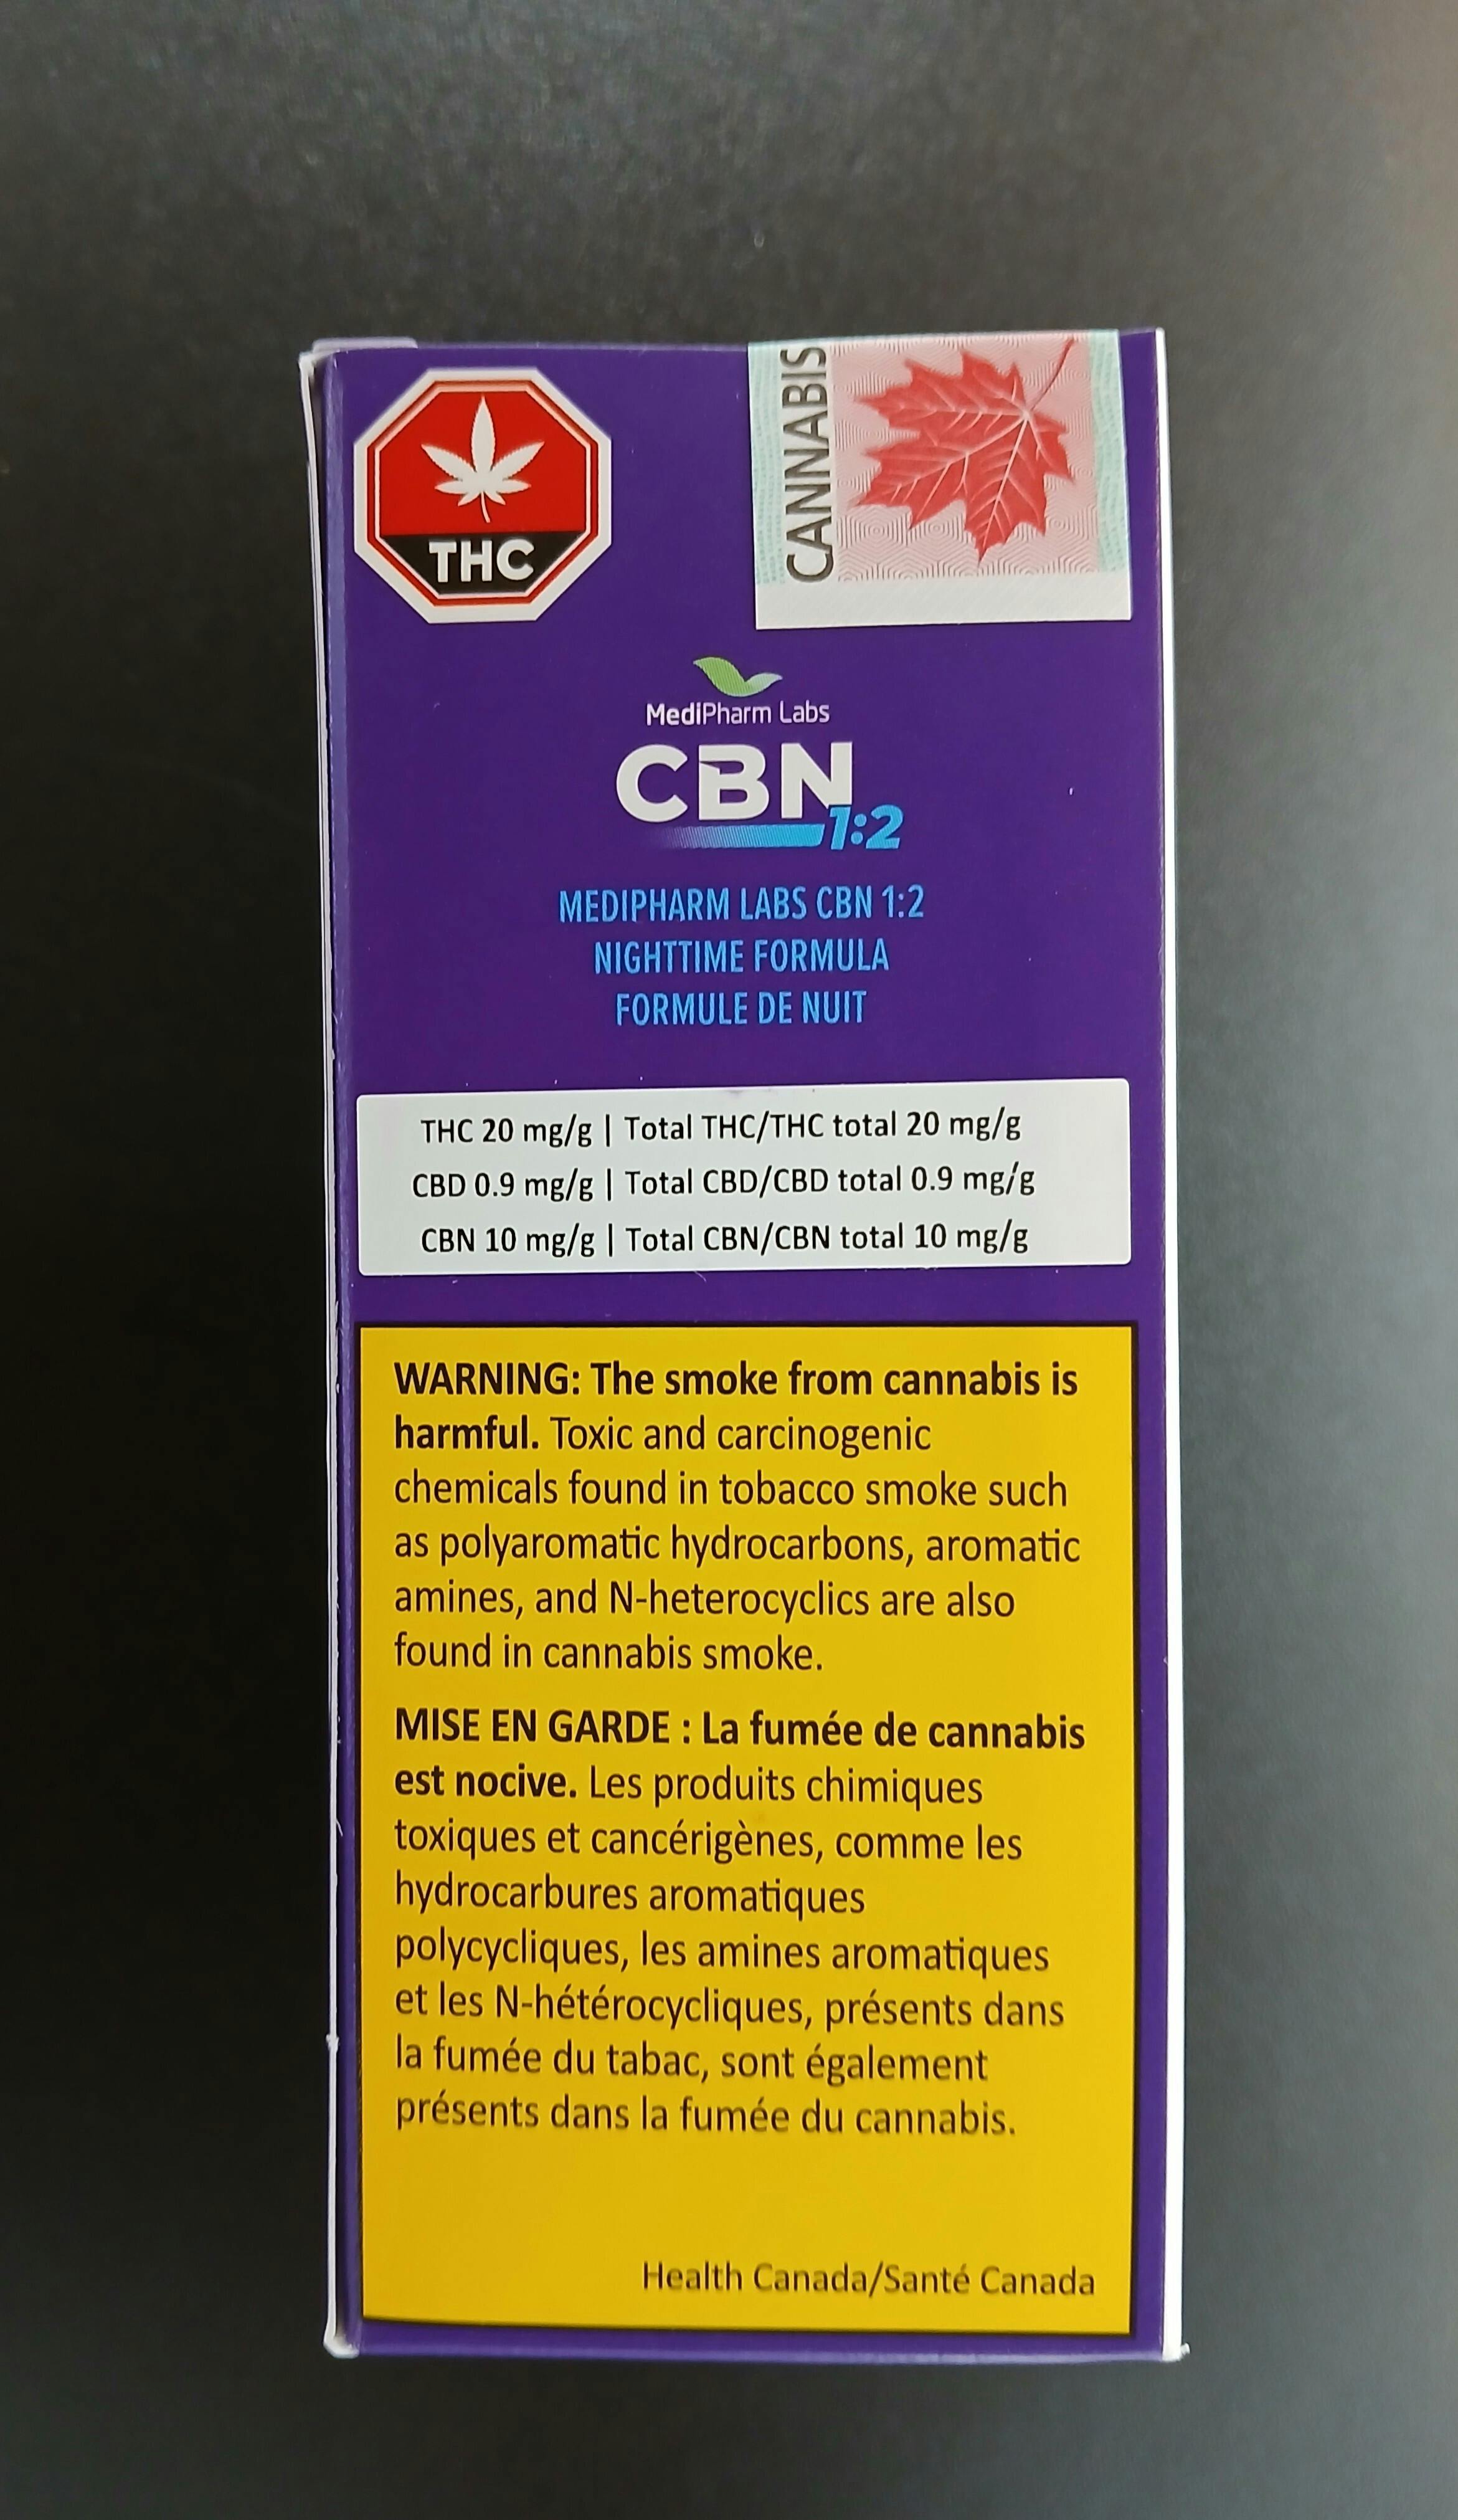 THC
CANNABIS
MediPharm Labs
CBN
1:2
MEDIPHARM LABS CBN 1:2
NIGHTTIME FORMULA
FORMULE DE NUIT
THC 20 mg/g | Total THC/THC total 20 mg/g
CBD 0.9 mg/g | Total CBD/CBD total 0.9 mg/g
CBN 10 mg/g | Total CBN/CBN total 10 mg/g
WARNING: The smoke from cannabis is
harmful. Toxic and carcinogenic
chemicals found in tobacco smoke such
as polyaromatic hydrocarbons, aromatic
amines, and N-heterocyclics are also
found in cannabis smoke.
MISE EN GARDE : La fumée de cannabis
est nocive. Les produits chimiques
toxiques et cancérigènes, comme les
hydrocarbures aromatiques
polycycliques, les amines aromatiques
et les N-hétérocycliques, présents dans
la fumée du tabac, sont également
présents dans la fumée du cannabis.
Health Canada/Santé Canada